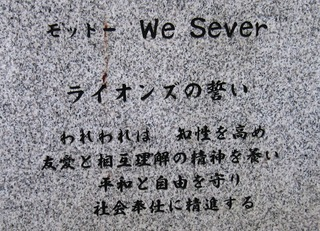 モットー We Sever
ライオンズの誓い
われわれは 知性を高め
友愛と相互理解の精神を養い
平和と自由を守り
社会奉仕に精進する